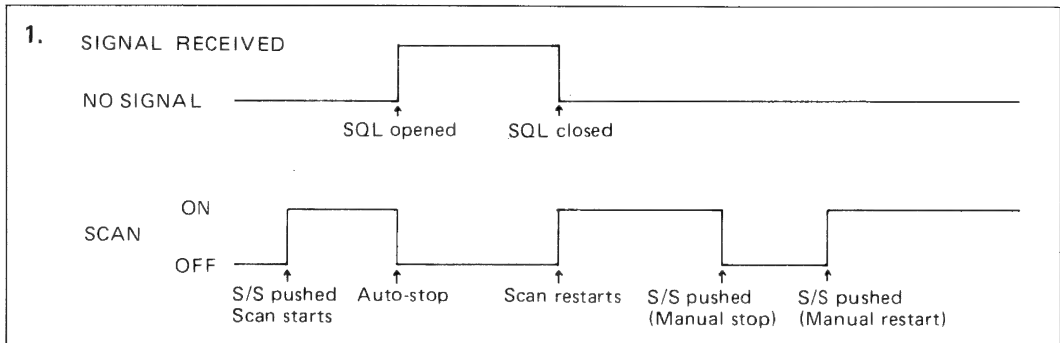 1. SIGNAL RECEIVED
NO SIGNAL
SQL opened SQL closed
ON
SCAN
OFF
S/S pushed Auto-stop Scan restarts S/S pushed S/S pushed
Scan starts (Manual stop) (Manual restart)